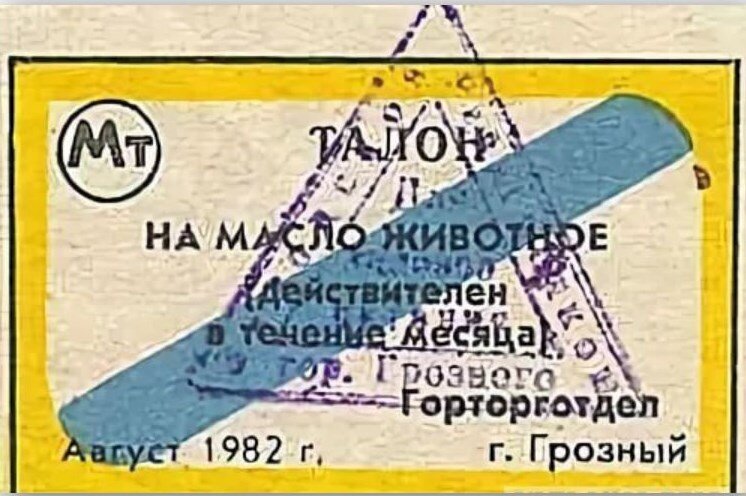 Мт
ТАЛОН
НА МАСЛО ЖИВОТНОЕ
(Действителен
в течение месяца)
гор. Грозного
Горторготдел
Август 1982 г. г. Грозный